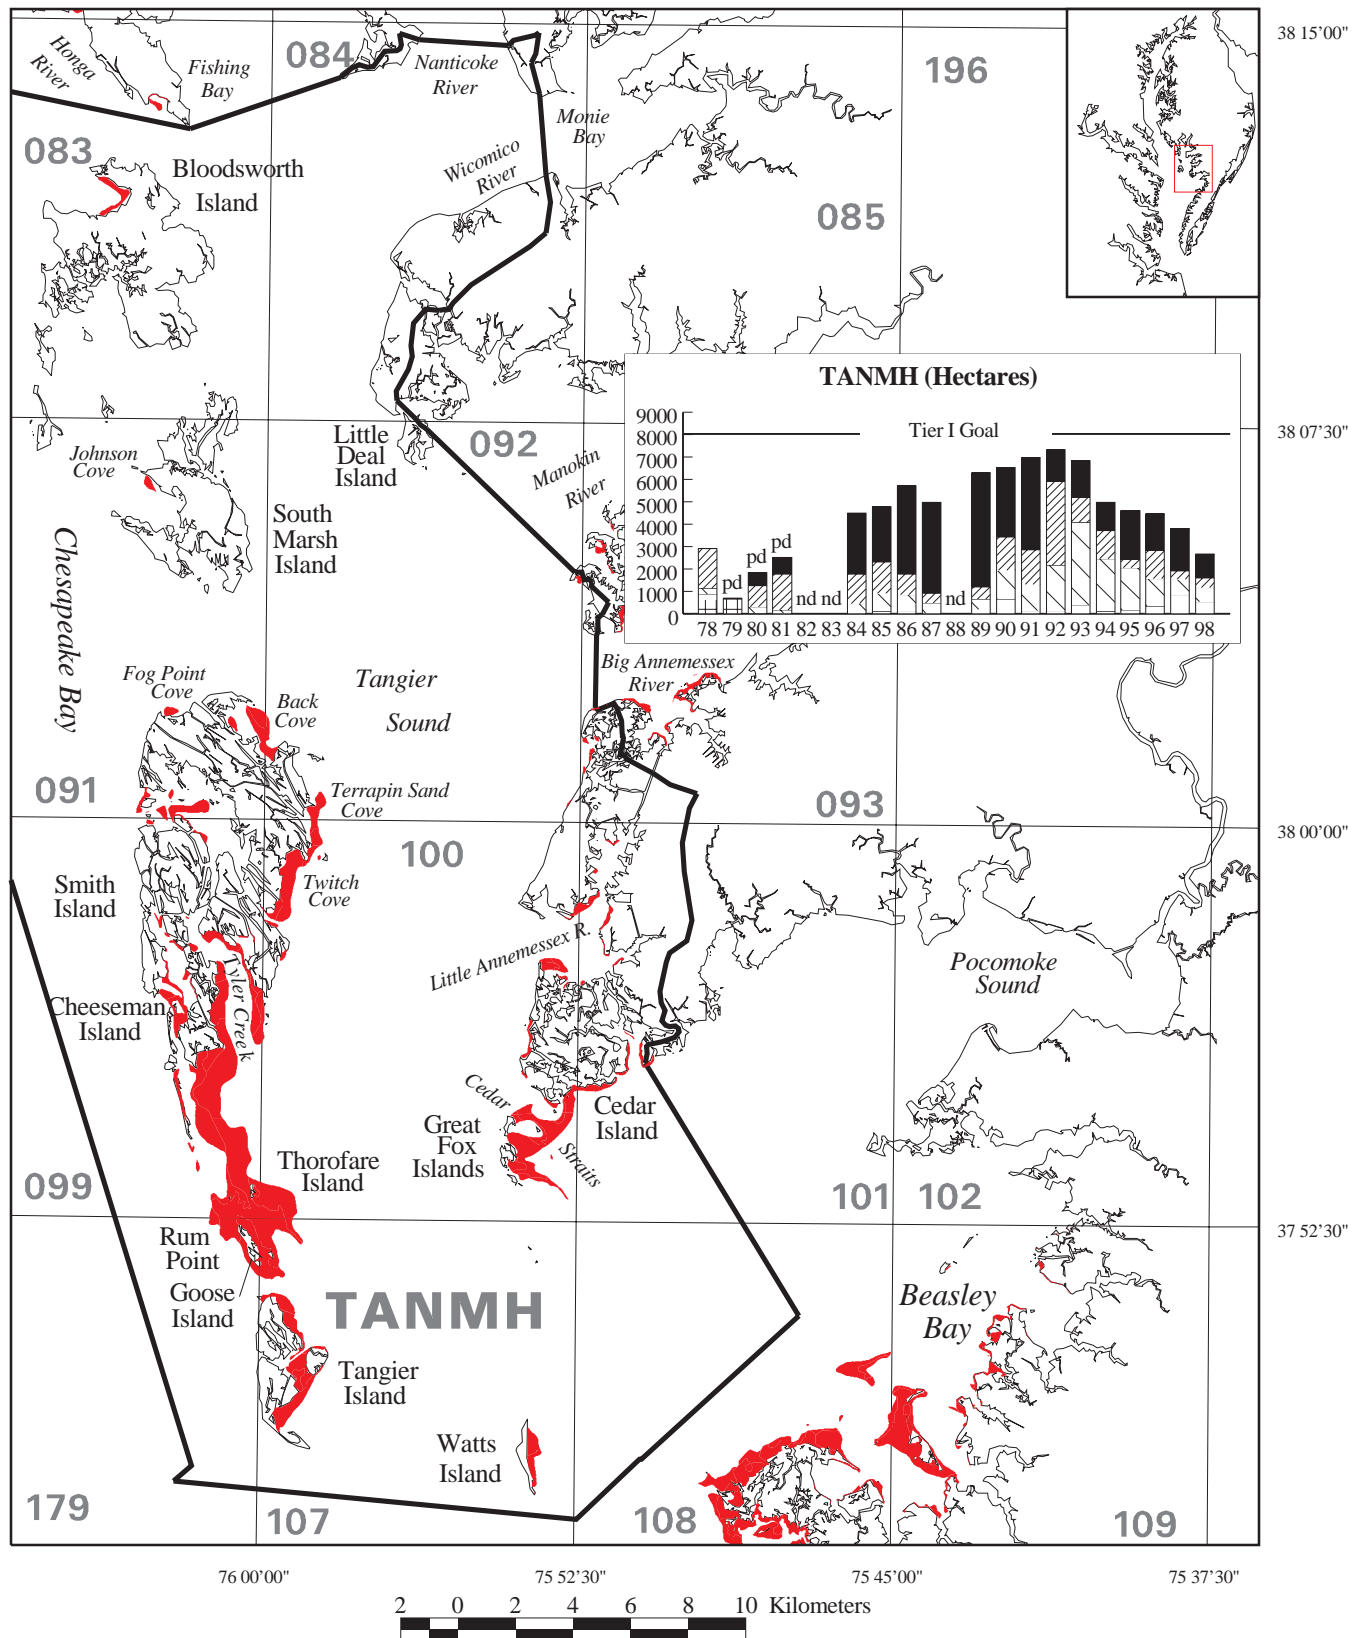 38 15'00"
Honga
River
Fishing
Bay
084
Nanticoke
River
196
Monie
Bay
083
Bloodsworth
Island
Wicomico
River
085
TANMH (Hectares)
9000
8000
7000
6000
5000
4000
3000
2000
1000
0
Tier I Goal
pd
pd
pd
nd
nd
nd
78 79 80 81 82 83 84 85 86 87 88 89 90 91 92 93 94 95 96 97 98
38 07'30"
Little
Deal
Island
092
Manokin
River
Johnson
Cove
South
Marsh
Island
Chesapeake Bay
Tangier
Sound
Big Annemessex
River
Fog Point
Cove
Back
Cove
091
Terrapin Sand
Cove
093
38 00'00"
100
Smith
Island
Twitch
Cove
Little Annemessex R.
Tyler Creek
Pocomoke
Sound
Cheeseman
Island
Cedar
Straits
Cedar
Island
Great
Fox
Islands
Thorofare
Island
099
101
102
37 52'30"
Rum
Point
Goose
Island
TANMH
Beasley
Bay
Tangier
Island
Watts
Island
179
107
108
109
76 00'00"
75 52'30"
75 45'00"
75 37'30"
2 0 2 4 6 8 10 Kilometers